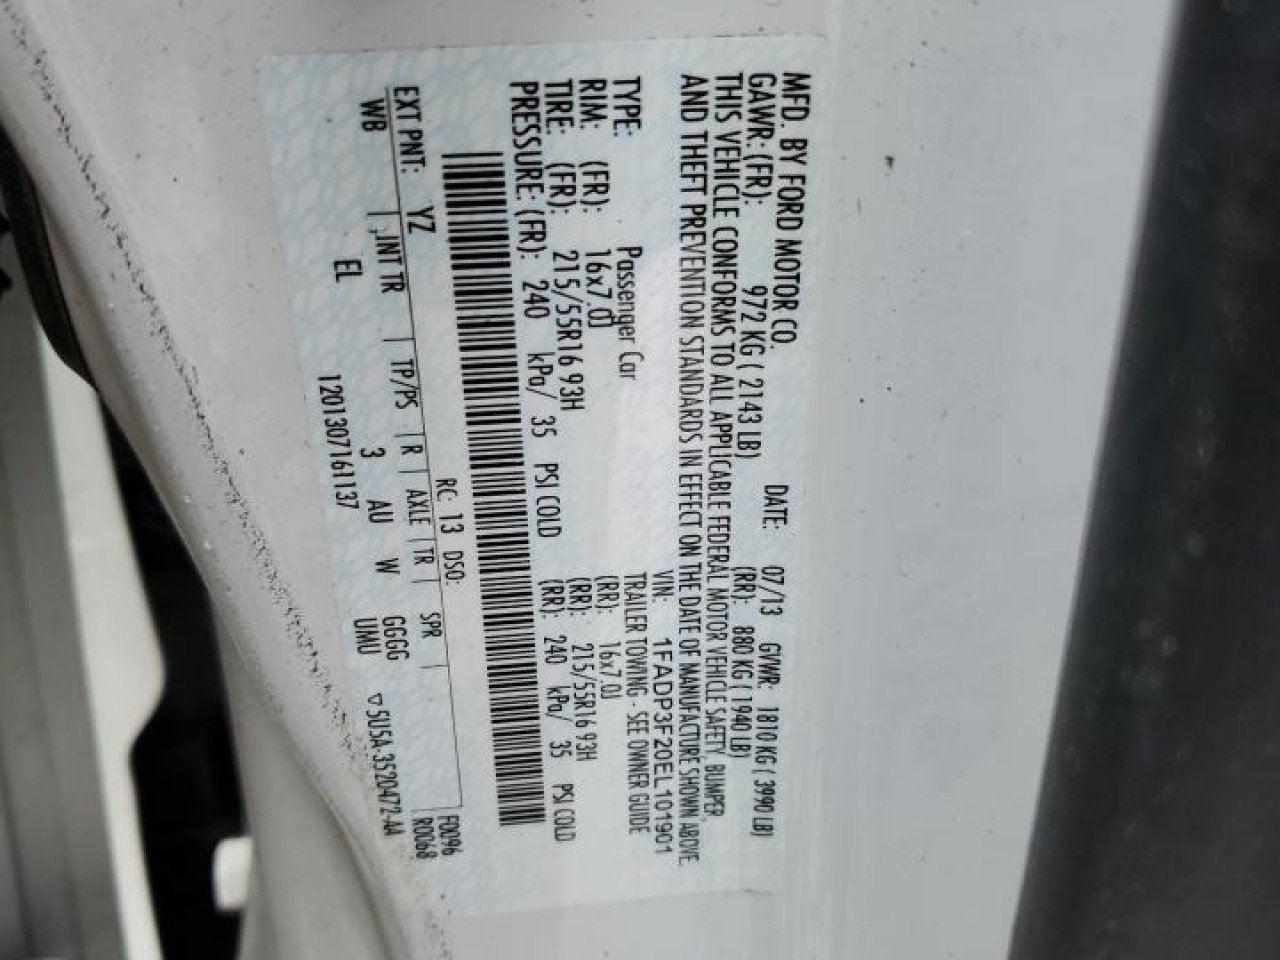 MFD. BY FORD MOTOR CO.
DATE: 07/13 GVWR: 1810 KG ( 3990 LB)
GAWR: (FR): 972 KG ( 2143 LB) (RR): 880 KG ( 1940 LB)
THIS VEHICLE CONFORMS TO ALL APPLICABLE FEDERAL MOTOR VEHICLE SAFETY, BUMPER,
AND THEFT PREVENTION STANDARDS IN EFFECT ON THE DATE OF MANUFACTURE SHOWN ABOVE.
VIN: 1FADP3F20EL101901
TYPE: Passenger Car TRAILER TOWING - SEE OWNER GUIDE
RIM: (FR): 16x7.0J (RR): 16x7.0J
TIRE: (FR): 215/55R16 93H (RR): 215/55R16 93H
PRESSURE: (FR): 240 kPa/ 35 PSI COLD (RR): 240 kPa/ 35 PSI COLD
EXT PNT: YZ RC: 13 DSO: F0096
WB | INT TR | TP/PS | R | AXLE | TR | SPR | R0068
EL 3 AU W GGGG
UMU
1201307161137 ▽5U5A-3520472-AA